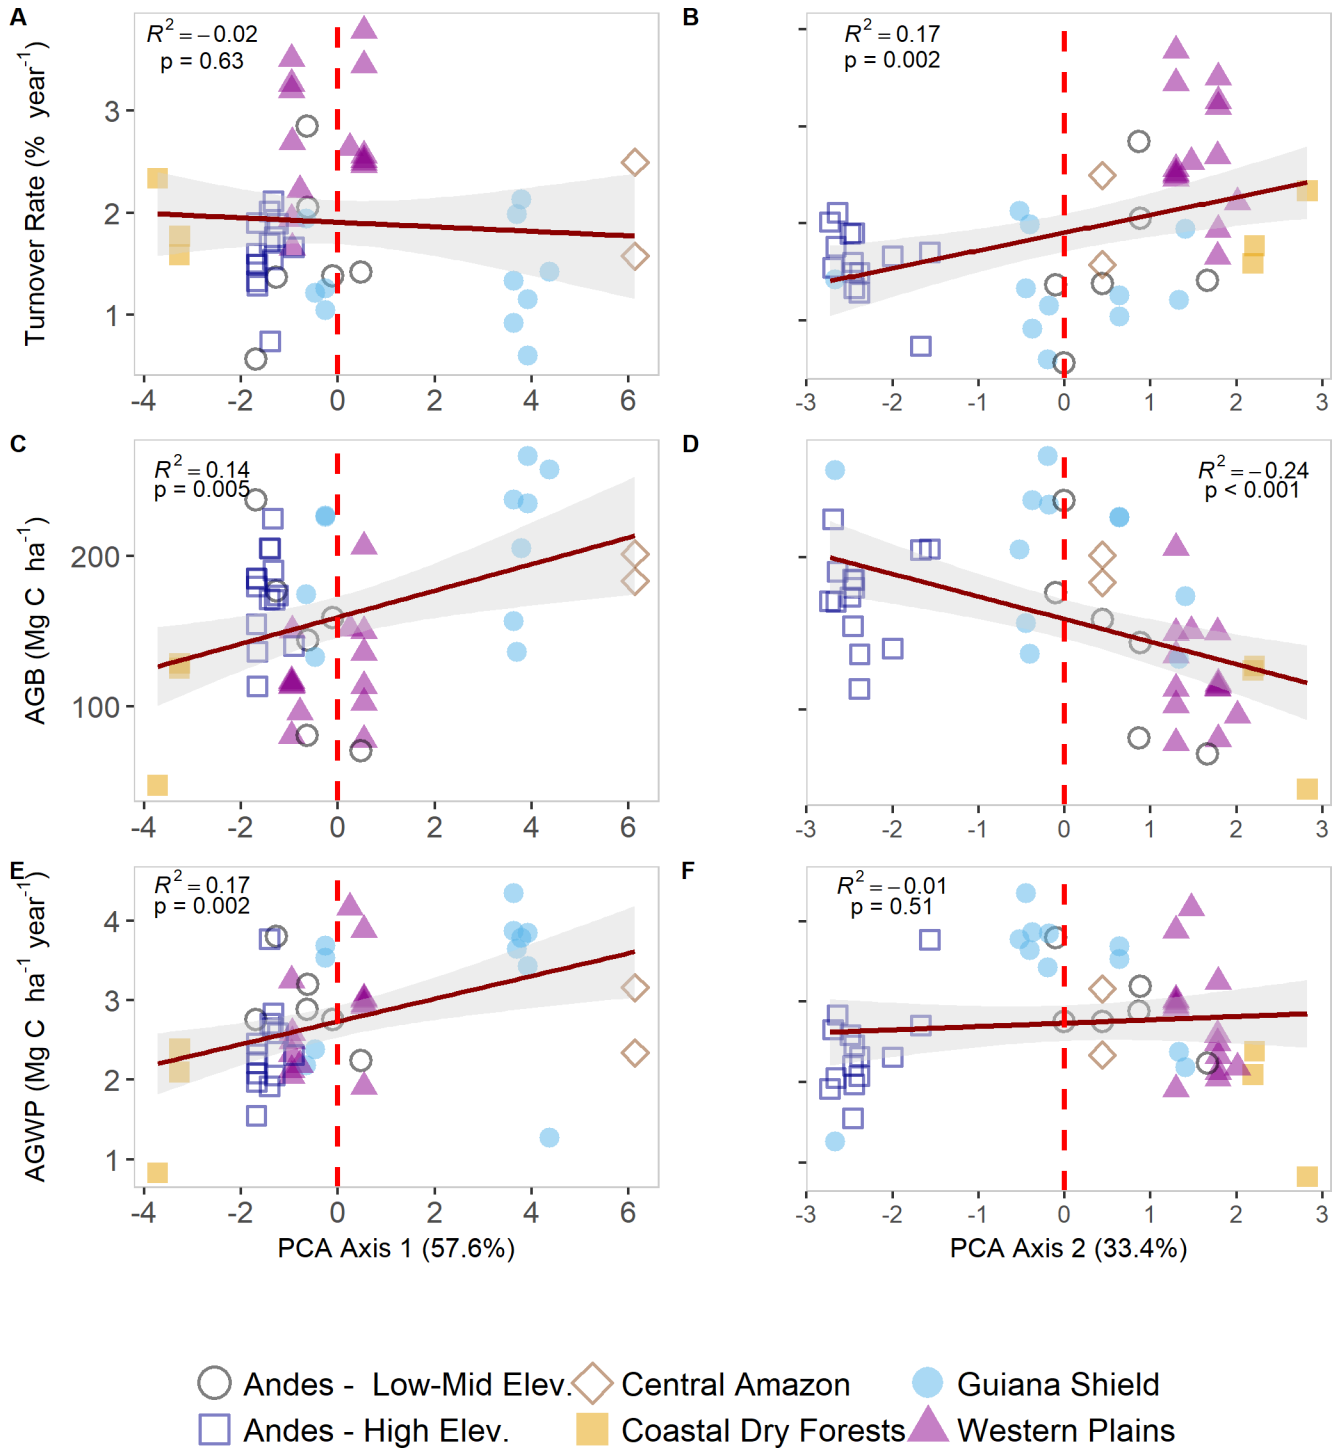 A
B
R² = −0.02
p = 0.63
R² = 0.17
p = 0.002
Turnover Rate (% year⁻¹)
3
2
1
-4 -2 0 2 4 6
-3 -2 -1 0 1 2 3
C
D
R² = 0.14
p = 0.005
R² = −0.24
p < 0.001
AGB (Mg C ha⁻¹)
200
100
-4 -2 0 2 4 6
-3 -2 -1 0 1 2 3
E
F
R² = 0.17
p = 0.002
R² = −0.01
p = 0.51
AGWP (Mg C ha⁻¹ year⁻¹)
4
3
2
1
-4 -2 0 2 4 6
-3 -2 -1 0 1 2 3
PCA Axis 1 (57.6%)
PCA Axis 2 (33.4%)
Andes - Low-Mid Elev. Central Amazon Guiana Shield
Andes - High Elev. Coastal Dry Forests Western Plains